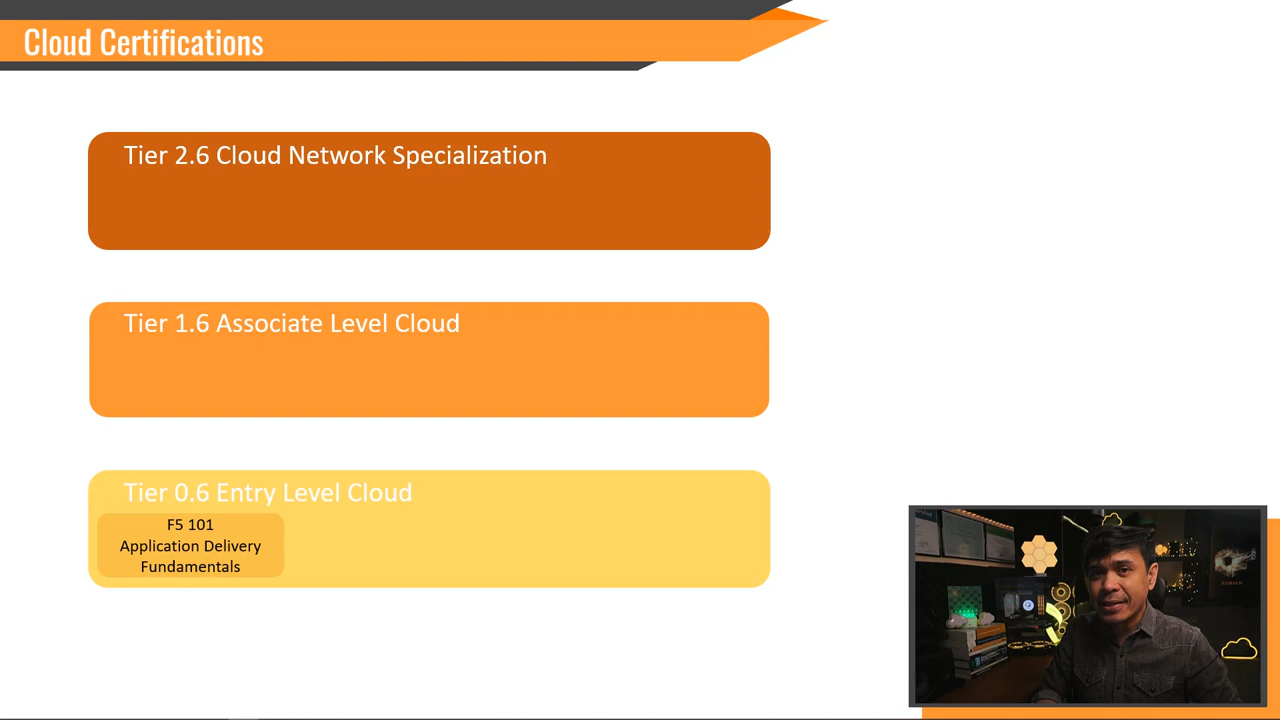 Cloud Certifications
Tier 2.6 Cloud Network Specialization
Tier 1.6 Associate Level Cloud
Tier 0.6 Entry Level Cloud
F5 101
Application Delivery
Fundamentals
ZURICH